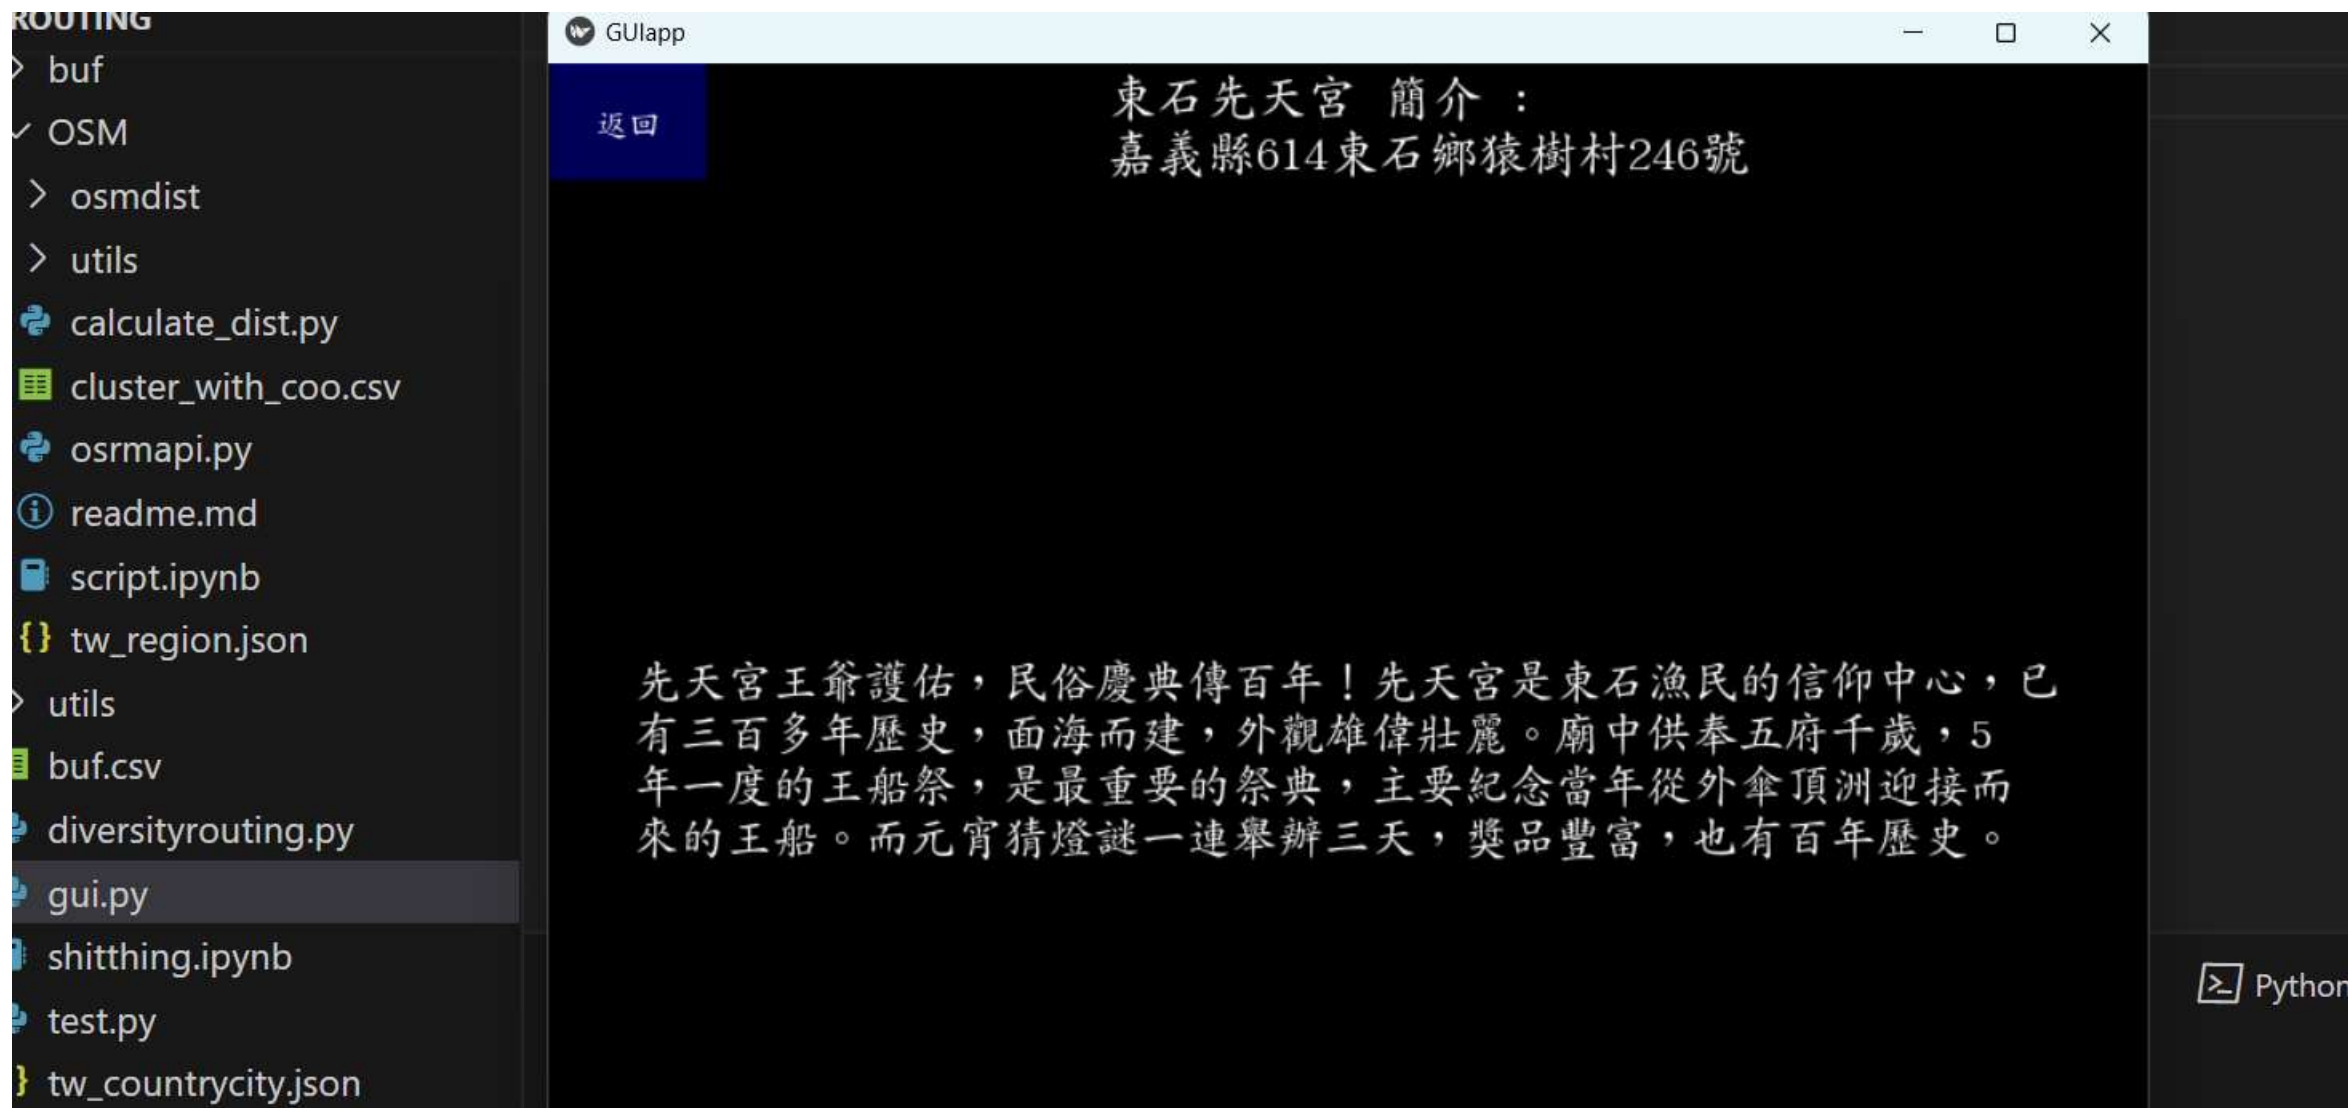 ROUTING
buf
OSM
osmdist
utils
calculate_dist.py
cluster_with_coo.csv
osrmapi.py
readme.md
script.ipynb
{} tw_region.json
utils
buf.csv
diversityrouting.py
gui.py
shitthing.ipynb
test.py
} tw_countrycity.json
GUIapp
返回
東石先天宮 簡介 :
嘉義縣614東石鄉猿樹村246號
先天宮王爺護佑，民俗慶典傳百年！先天宮是東石漁民的信仰中心，已
有三百多年歷史，面海而建，外觀雄偉壯麗。廟中供奉五府千歲，5
年一度的王船祭，是最重要的祭典，主要紀念當年從外傘頂洲迎接而
來的王船。而元宵猜燈謎一連舉辦三天，獎品豐富，也有百年歷史。
Python